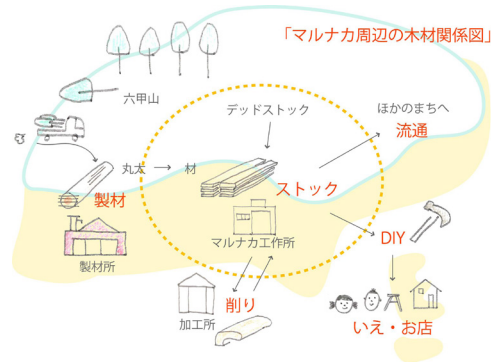 「マルナカ周辺の木材関係図」
六甲山
デッドストック
ほかのまちへ
流通
丸太 → 材
製材
ストック
マルナカ工作所
製材所
DIY
削り
加工所
いえ・お店